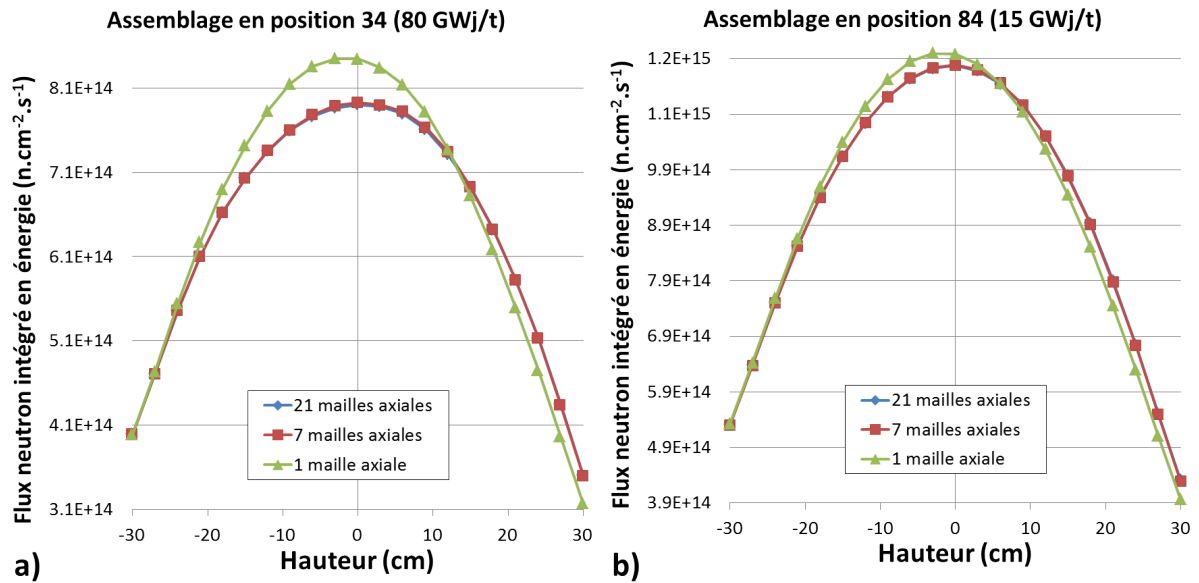 Assemblage en position 34 (80 GWj/t)
Flux neutron intégré en énergie (n.cm⁻².s⁻¹)
8.1E+14
7.1E+14
6.1E+14
5.1E+14
4.1E+14
3.1E+14
21 mailles axiales
7 mailles axiales
1 maille axiale
-30 -20 -10 0 10 20 30
Hauteur (cm)
a)
Assemblage en position 84 (15 GWj/t)
Flux neutron intégré en énergie (n.cm⁻².s⁻¹)
1.2E+15
1.1E+15
9.9E+14
8.9E+14
7.9E+14
6.9E+14
5.9E+14
4.9E+14
3.9E+14
21 mailles axiales
7 mailles axiales
1 maille axiale
-30 -20 -10 0 10 20 30
Hauteur (cm)
b)